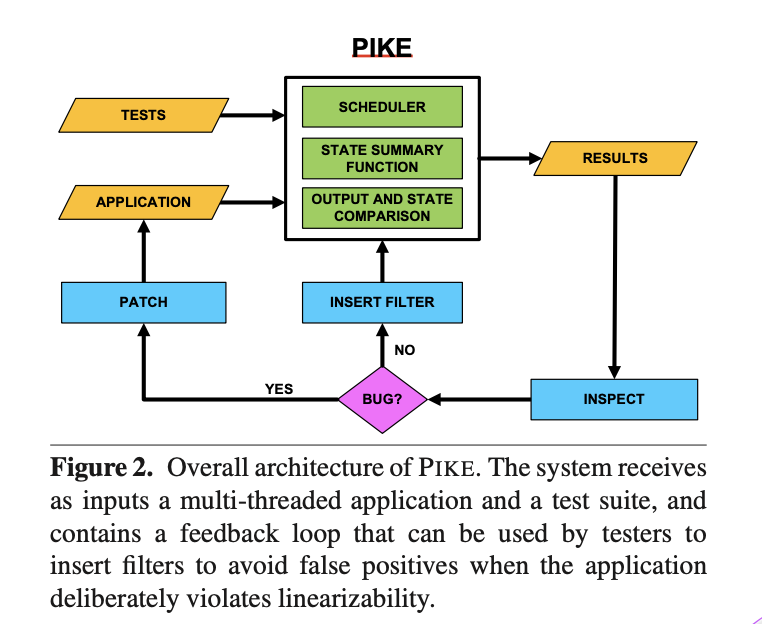 PIKE
TESTS
SCHEDULER
STATE SUMMARY
FUNCTION
RESULTS
APPLICATION
OUTPUT AND STATE
COMPARISON
PATCH
INSERT FILTER
NO
YES
BUG?
INSPECT
Figure 2. Overall architecture of PIKE. The system receives
as inputs a multi-threaded application and a test suite, and
contains a feedback loop that can be used by testers to
insert filters to avoid false positives when the application
deliberately violates linearizability.